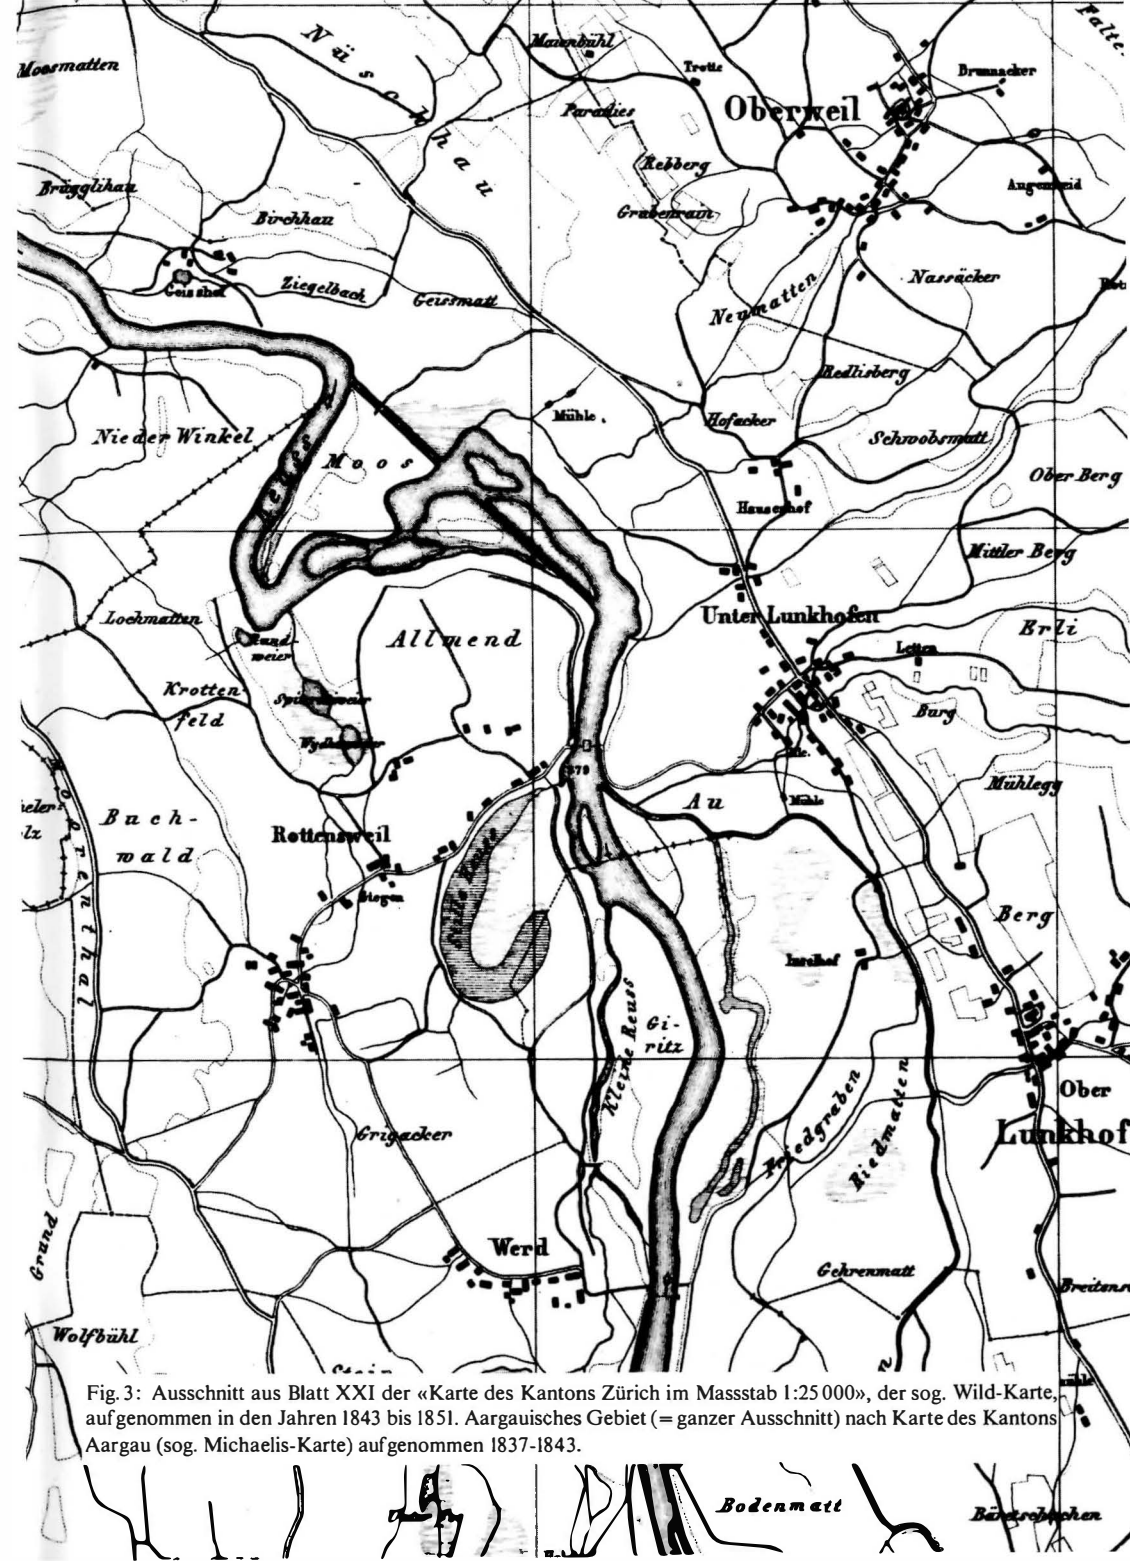 Moosmatten
Nüschhau
Maienbühl
Trotte
Brunnacker
Oberweil
Paradies
Rebberg
Brügglihau
Birchhau
Grubenrain
Geisshof
Ziegelbach
Geissmatt
Neumatten
Nassäcker
Redlisberg
Nieder Winkel
Mühle
Hofacker
Schwobsmatt
Moos
Ober Berg
Hauserhof
Mittler Berg
Lochmatten
Allmend
Unter Lunkhofen
Erli
Letten
Krotten-
feld
Burg
Buch-
wald
Rottensweil
Au
Mühle
Mühlegg
Stegen
Berg
Inselhof
Kleine Reuss
Gi-
ritz
Friedgraben
Riedmatten
Ober
Lunkhof
Grigacker
Grund
Werd
Gehrenmatt
Wolfbühl
Fig. 3: Ausschnitt aus Blatt XXI der «Karte des Kantons Zürich im Massstab 1:25 000», der sog. Wild-Karte,
aufgenommen in den Jahren 1843 bis 1851. Aargauisches Gebiet (= ganzer Ausschnitt) nach Karte des Kantons
Aargau (sog. Michaelis-Karte) aufgenommen 1837-1843.
Bodenmatt